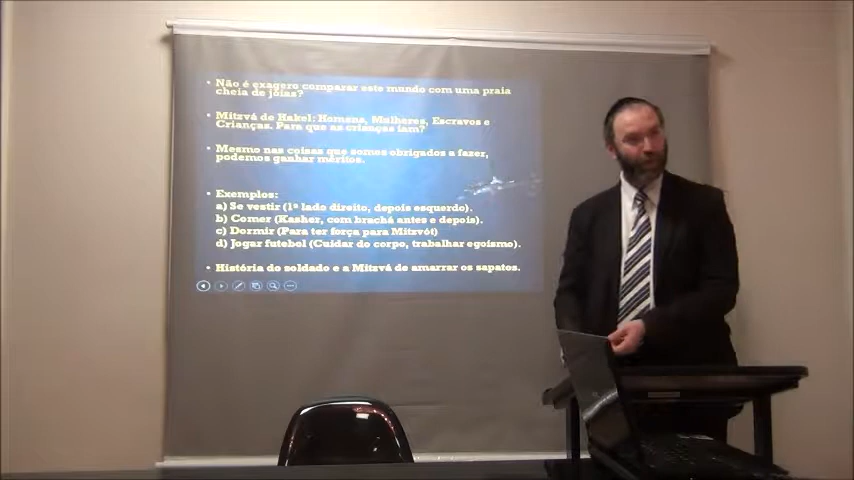 • Não é exagero comparar este mundo com uma praia
cheia de jóias?
• Mitzvá de Hakel: Homens, Mulheres, Escravos e
Crianças. Para que as crianças iam?
• Mesmo nas coisas que somos obrigados a fazer,
podemos ganhar méritos.
• Exemplos:
a) Se vestir (1º lado direito, depois esquerdo).
b) Comer (Kasher, com brachá antes e depois).
c) Dormir (Para ter força para Mitzvót)
d) Jogar futebol (Cuidar do corpo, trabalhar egoísmo).
• História do soldado e a Mitzvá de amarrar os sapatos.